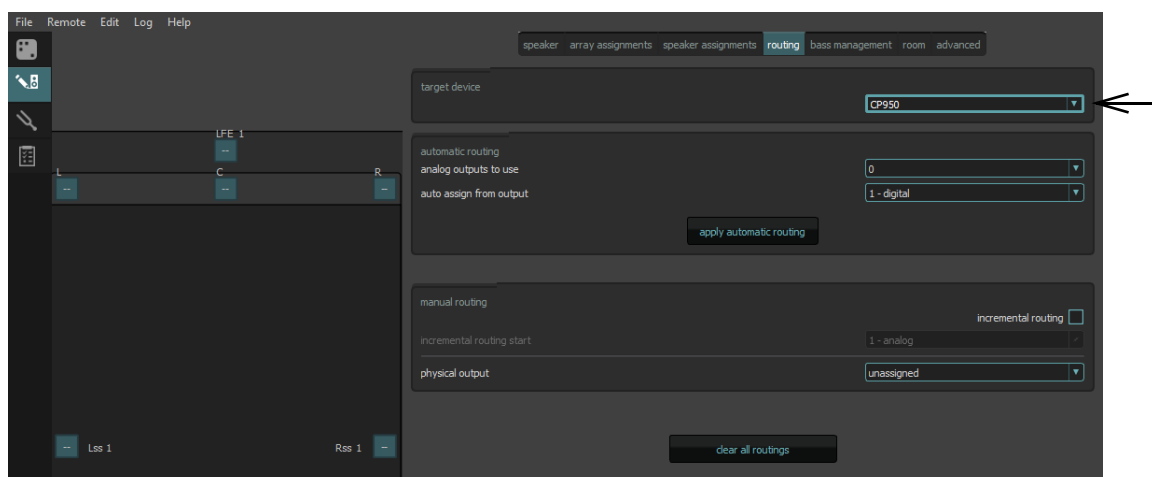 File Remote Edit Log Help
speaker array assignments speaker assignments routing bass management room advanced
target device
CP950
LFE 1
--
automatic routing
analog outputs to use
0
L C R
-- -- --
auto assign from output
1 - digital
apply automatic routing
manual routing
incremental routing
incremental routing start
1 - analog
physical output
unassigned
-- Lss 1 Rss 1 --
clear all routings